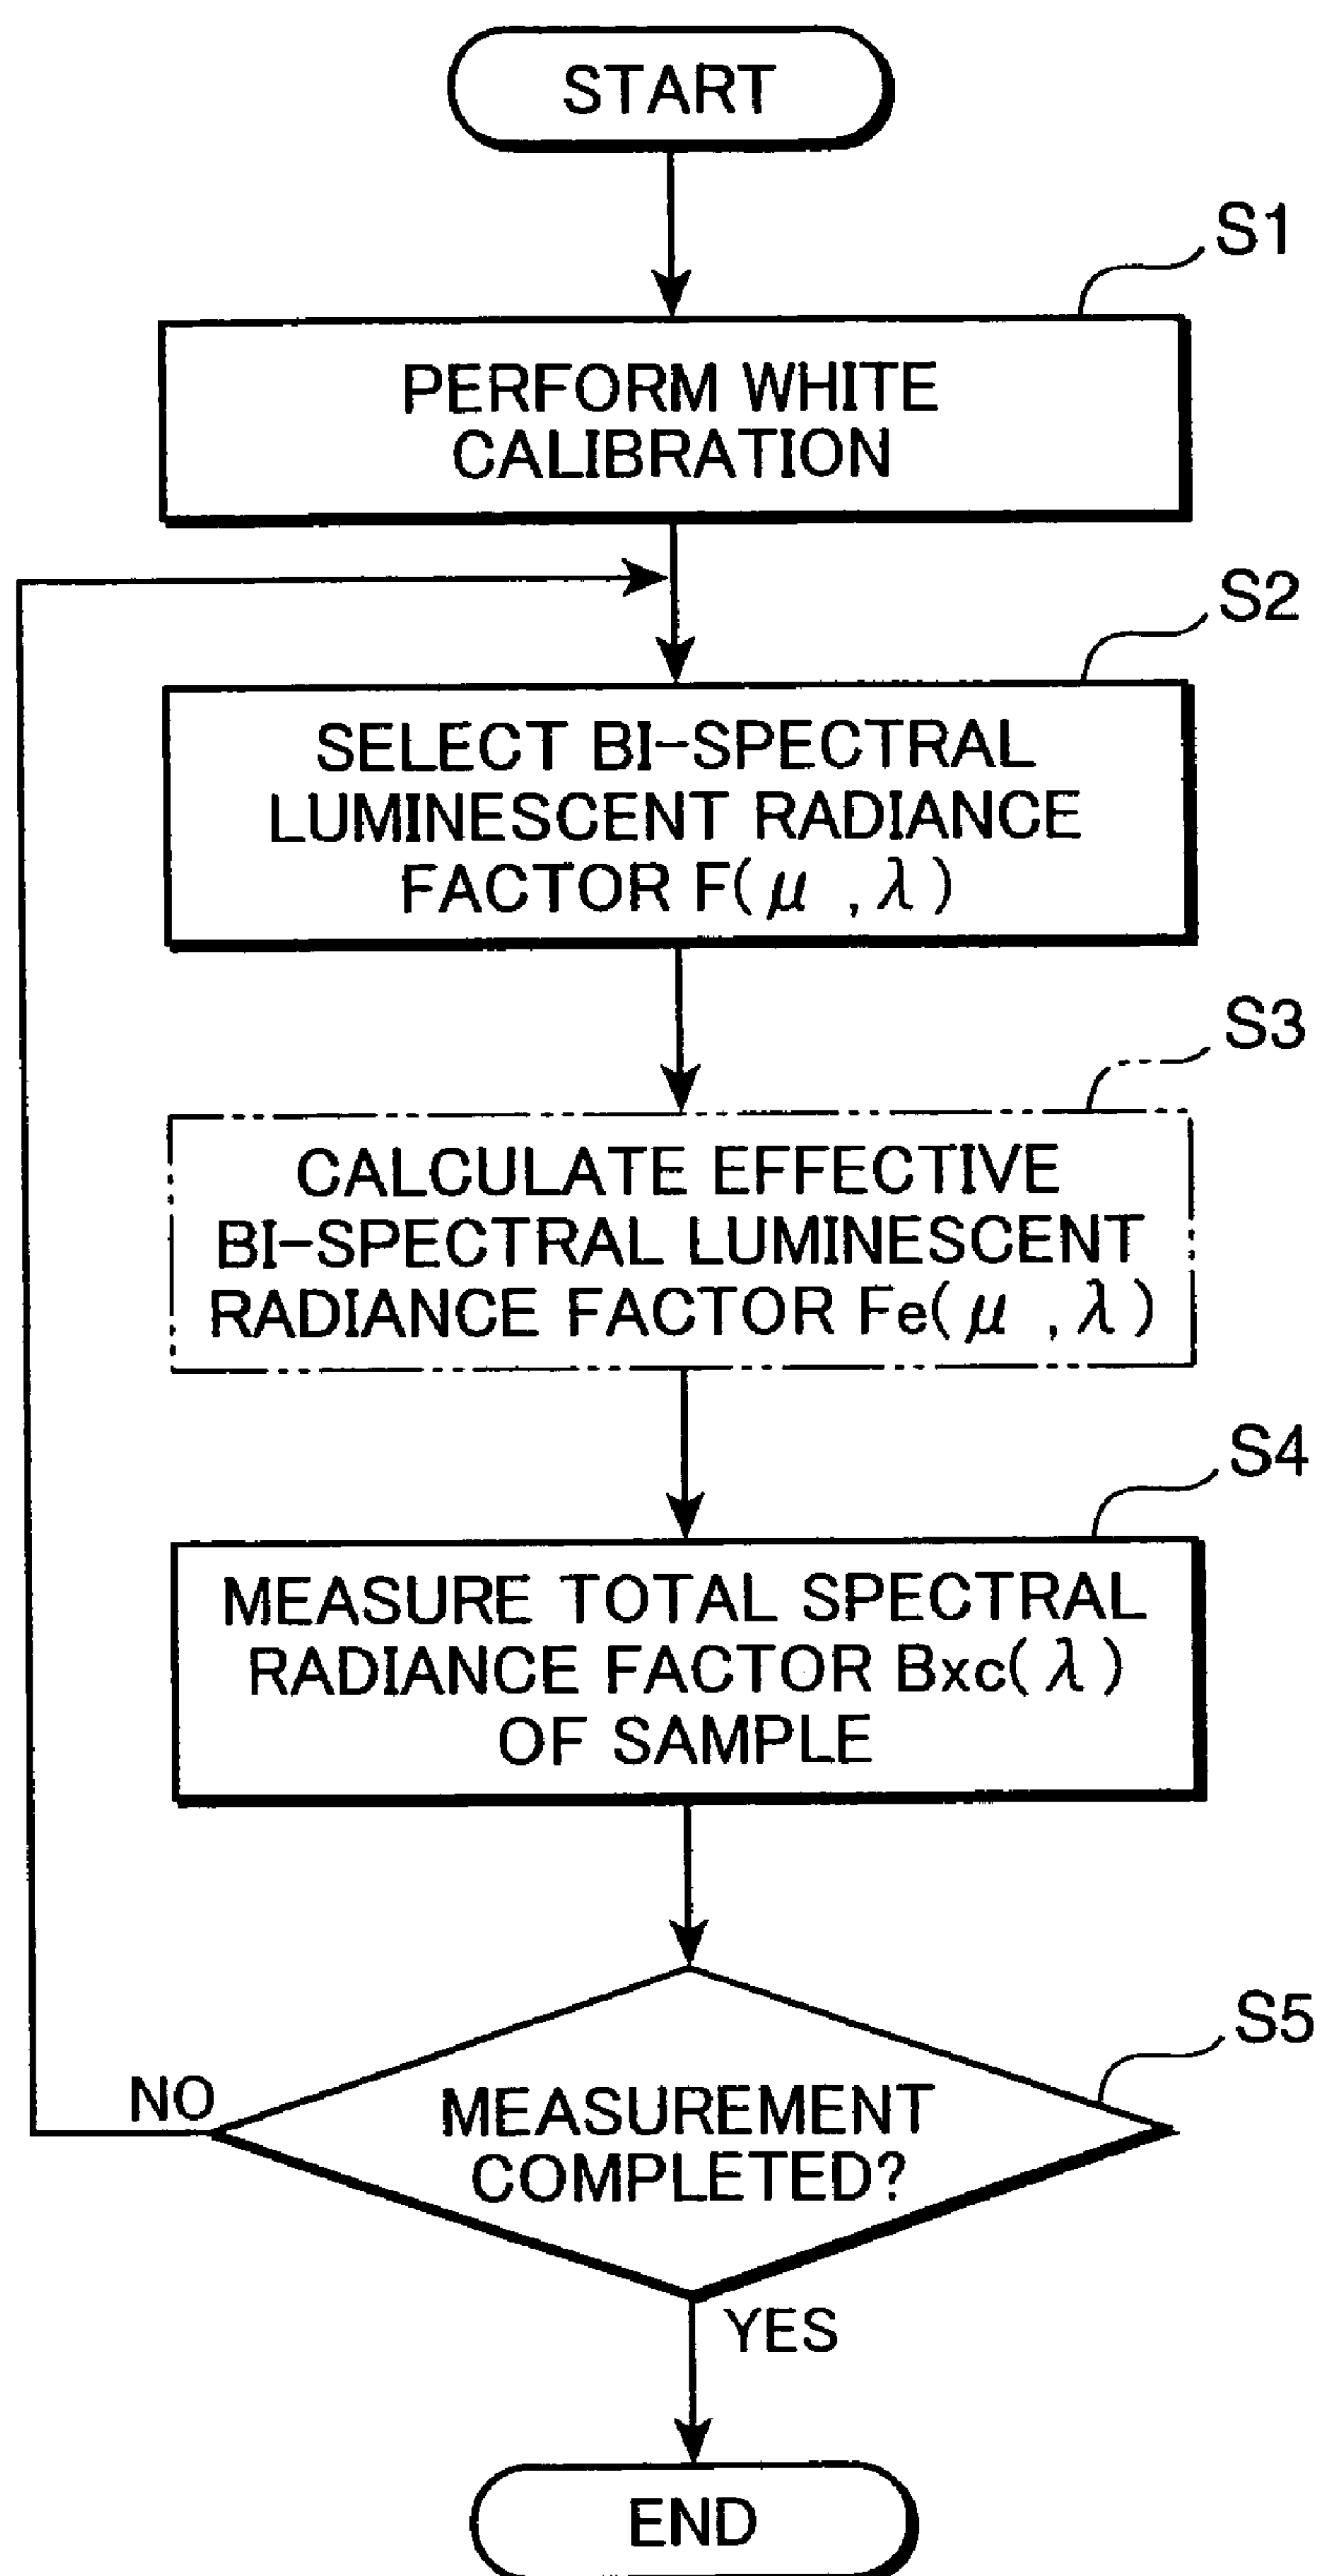 START
S1
PERFORM WHITE
CALIBRATION
S2
SELECT BI-SPECTRAL
LUMINESCENT RADIANCE
FACTOR F(μ ,λ)
S3
CALCULATE EFFECTIVE
BI-SPECTRAL LUMINESCENT
RADIANCE FACTOR Fe(μ ,λ)
S4
MEASURE TOTAL SPECTRAL
RADIANCE FACTOR Bxc(λ)
OF SAMPLE
S5
NO
MEASUREMENT
COMPLETED?
YES
END